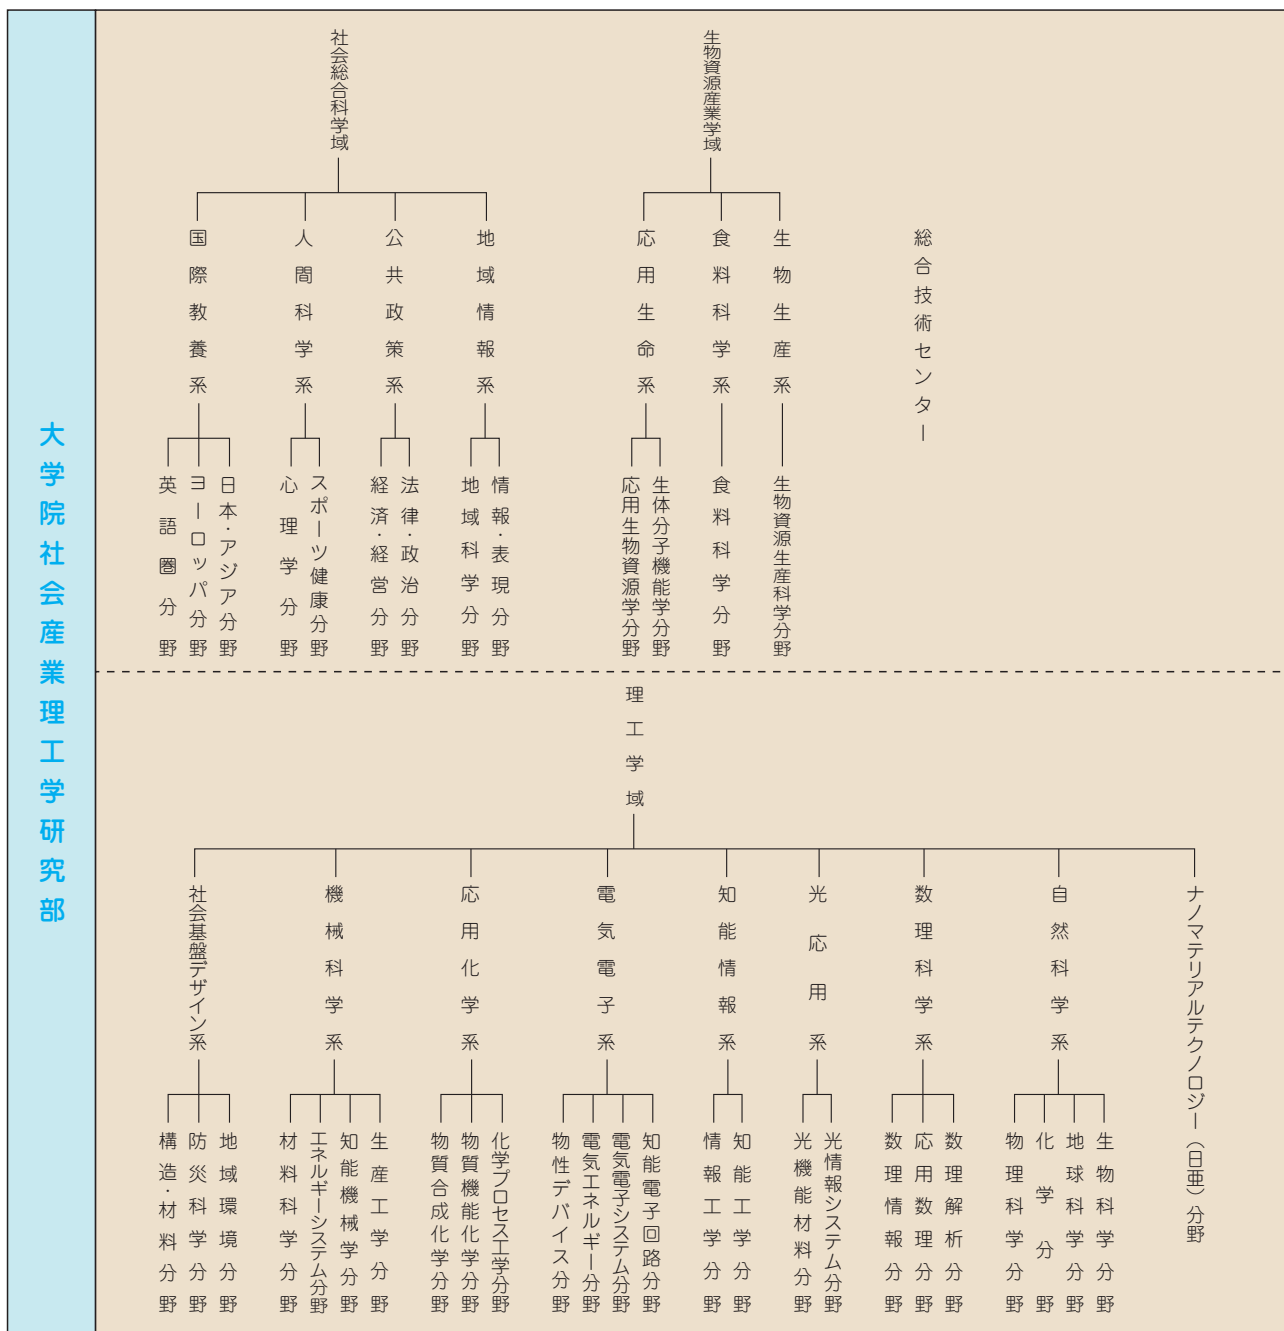 大学院社会産業理工学研究部
社会総合科学域
国際教養系
英語圏分野
ヨーロッパ分野
日本・アジア分野
人間科学系
心理学分野
スポーツ健康分野
公共政策系
経済・経営分野
法律・政治分野
地域情報系
地域科学分野
情報・表現分野
生物資源産業学域
応用生命系
応用生物資源学分野
生体分子機能学分野
食料科学系
食料科学分野
生物生産系
生物資源生産科学分野
総合技術センター
理工学域
社会基盤デザイン系
構造・材料分野
防災科学分野
地域環境分野
機械科学系
材料科学分野
エネルギーシステム分野
知能機械学分野
生産工学分野
応用化学系
物質合成化学分野
物質機能化学分野
化学プロセス工学分野
電気電子系
物性デバイス分野
電気エネルギー分野
電気電子システム分野
知能電子回路分野
知能情報系
情報工学分野
知能工学分野
光応用系
光機能材料分野
光情報システム分野
数理科学系
数理情報分野
応用数理分野
数理解析分野
自然科学系
物理科学分野
化学分野
地球科学分野
生物科学分野
ナノマテリアルテクノロジー（日亜）分野